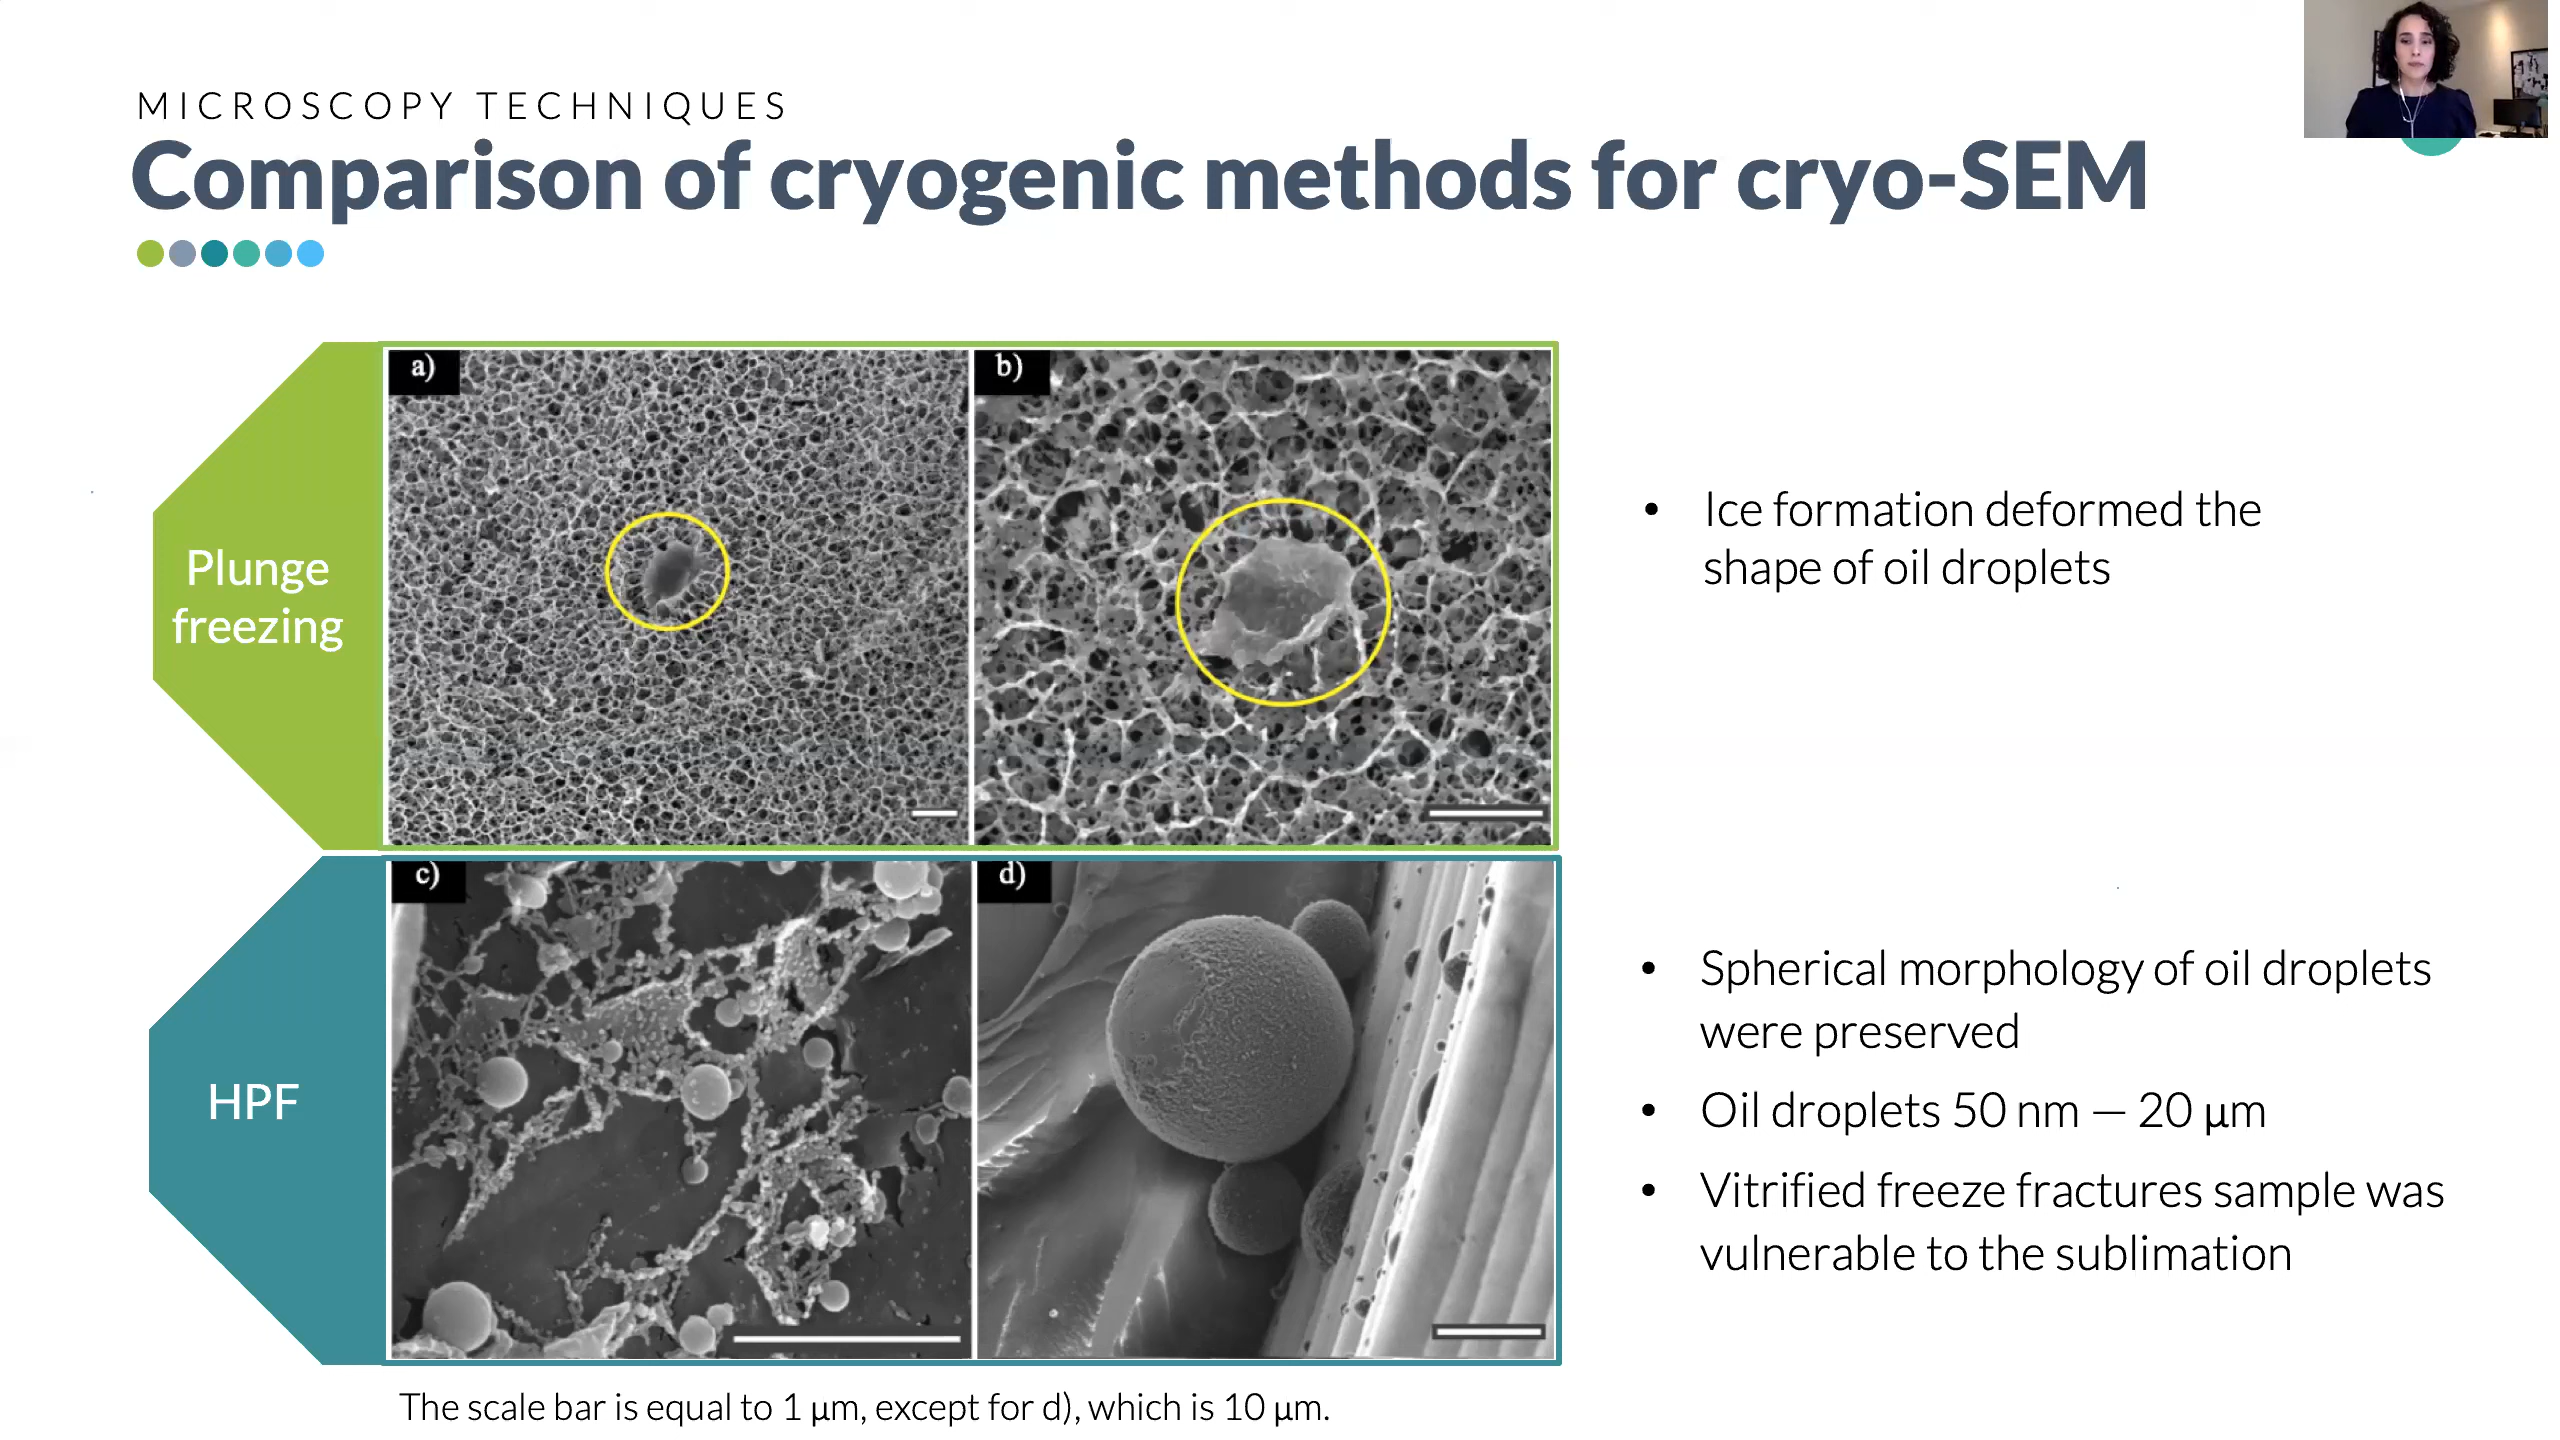 MICROSCOPY TECHNIQUES
Comparison of cryogenic methods for cryo-SEM
Plunge
freezing
a)
b)
• Ice formation deformed the
shape of oil droplets
HPF
c)
d)
• Spherical morphology of oil droplets
were preserved
• Oil droplets 50 nm — 20 µm
• Vitrified freeze fractures sample was
vulnerable to the sublimation
The scale bar is equal to 1 µm, except for d), which is 10 µm.